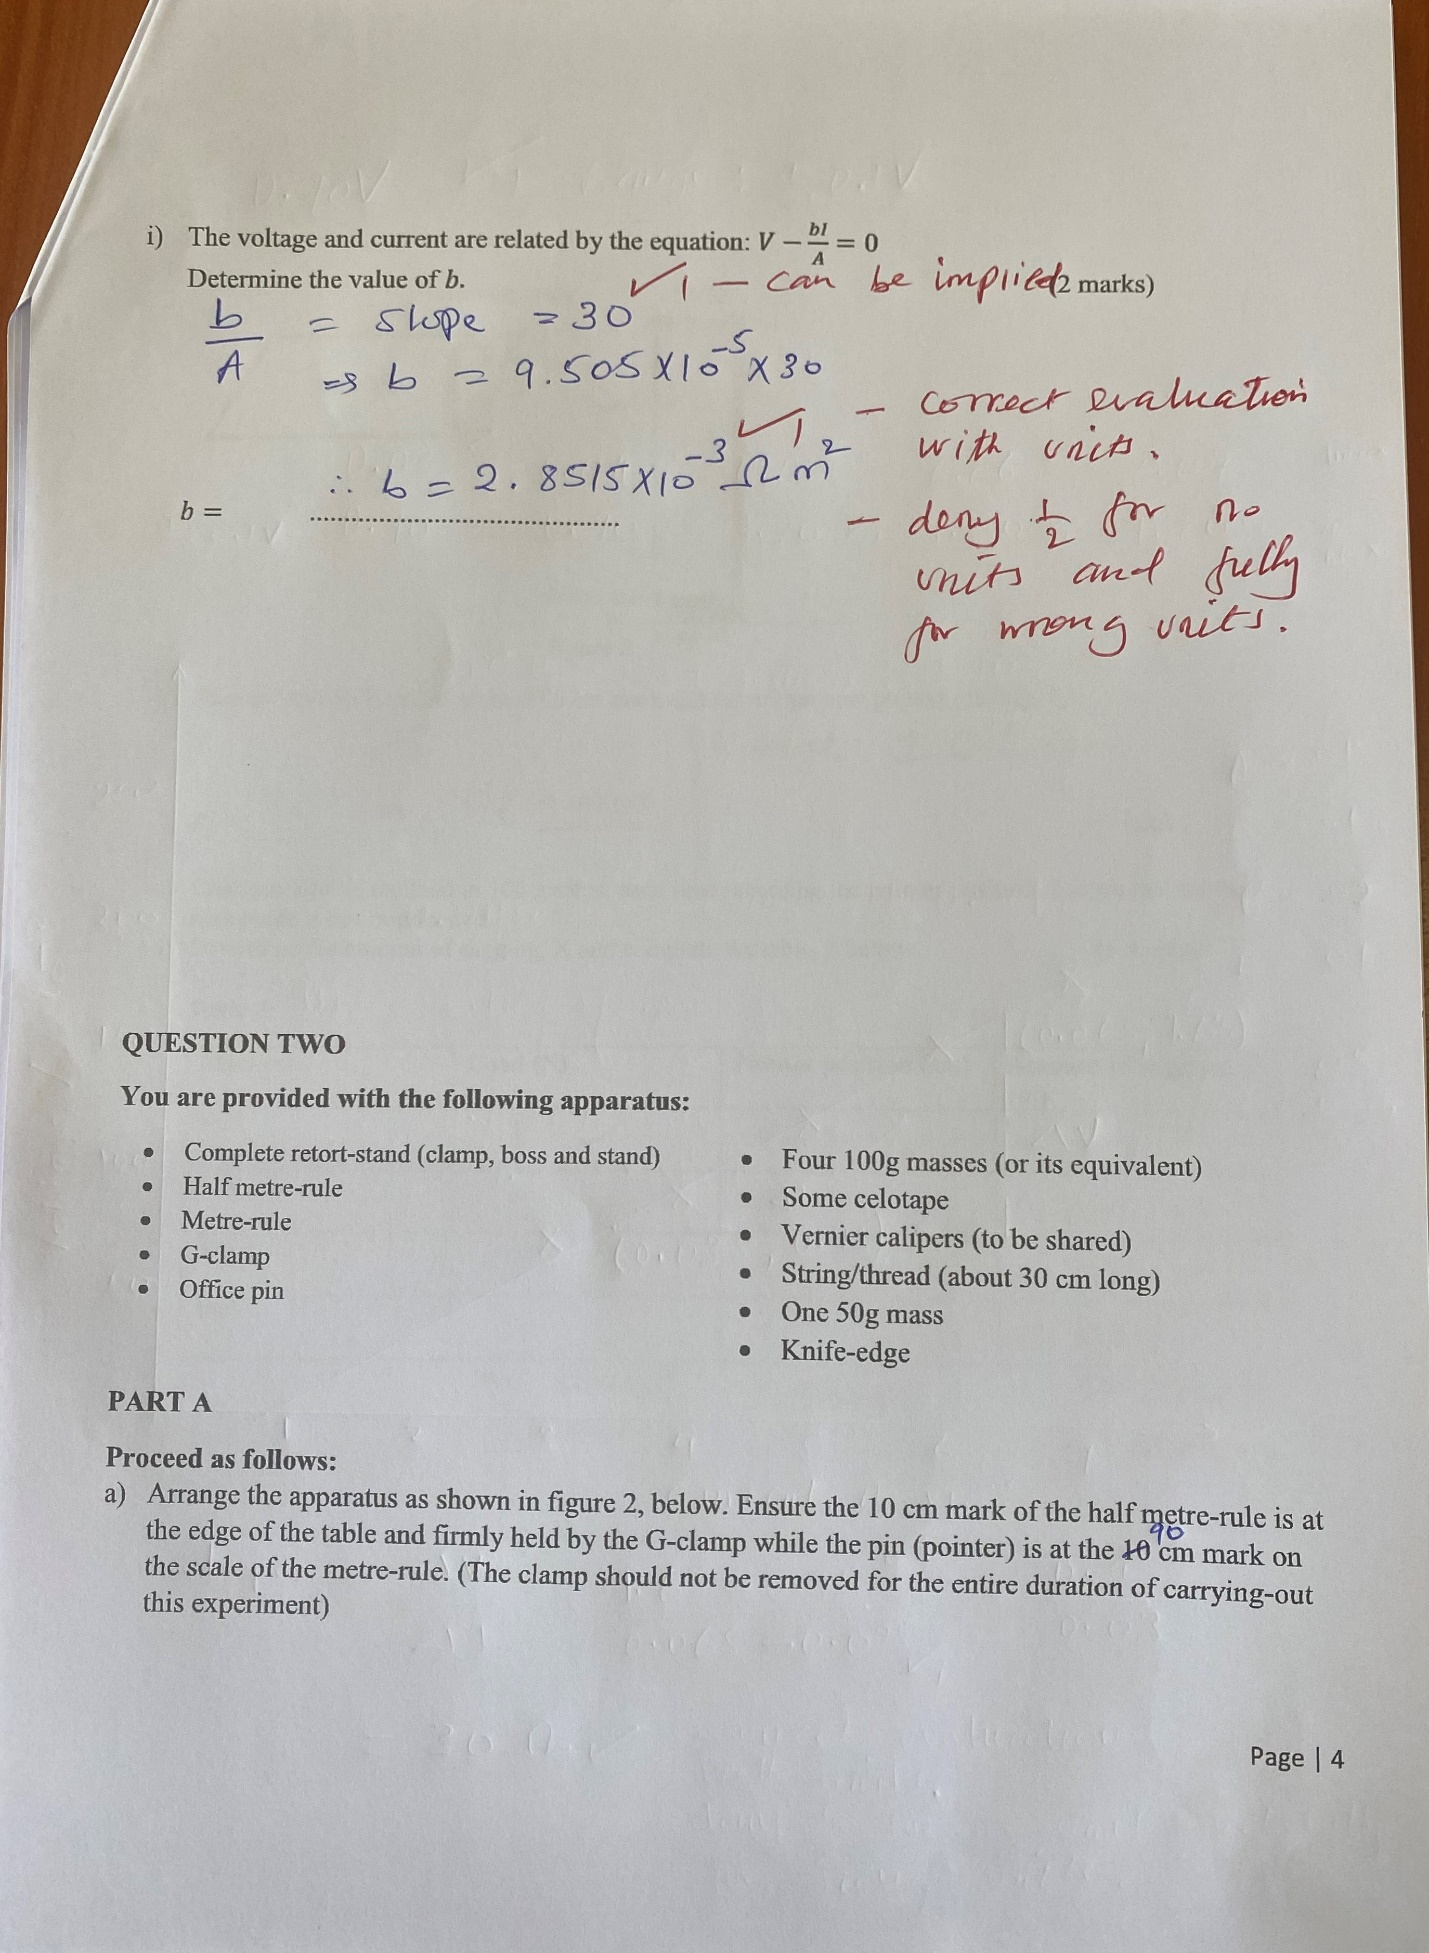 i) The voltage and current are related by the equation: V − bI/A = 0
Determine the value of b. (2 marks)
✓1 – can be implied
b/A = slope = 30
⇒ b = 9.505 X10⁻⁵ X 30
✓1 – correct evaluation
with units.
∴ b = 2.8515 X10⁻³ Ωm²
b = ..............................................
– deny 1/2 for no
units and fully
for wrong units.
QUESTION TWO
You are provided with the following apparatus:
• Complete retort-stand (clamp, boss and stand)
• Half metre-rule
• Metre-rule
• G-clamp
• Office pin
• Four 100g masses (or its equivalent)
• Some celotape
• Vernier calipers (to be shared)
• String/thread (about 30 cm long)
• One 50g mass
• Knife-edge
PART A
Proceed as follows:
a) Arrange the apparatus as shown in figure 2, below. Ensure the 10 cm mark of the half metre-rule is at
the edge of the table and firmly held by the G-clamp while the pin (pointer) is at the 10 90 cm mark on
the scale of the metre-rule. (The clamp should not be removed for the entire duration of carrying-out
this experiment)
Page | 4